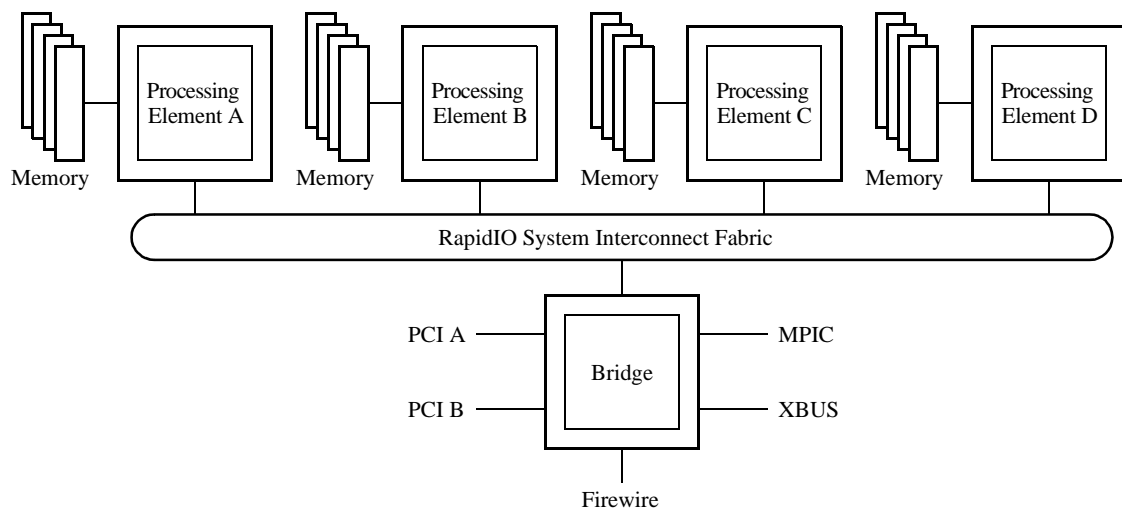 Processing
Element A
Processing
Element B
Processing
Element C
Processing
Element D
Memory
Memory
Memory
Memory
RapidIO System Interconnect Fabric
PCI A
MPIC
Bridge
PCI B
XBUS
Firewire